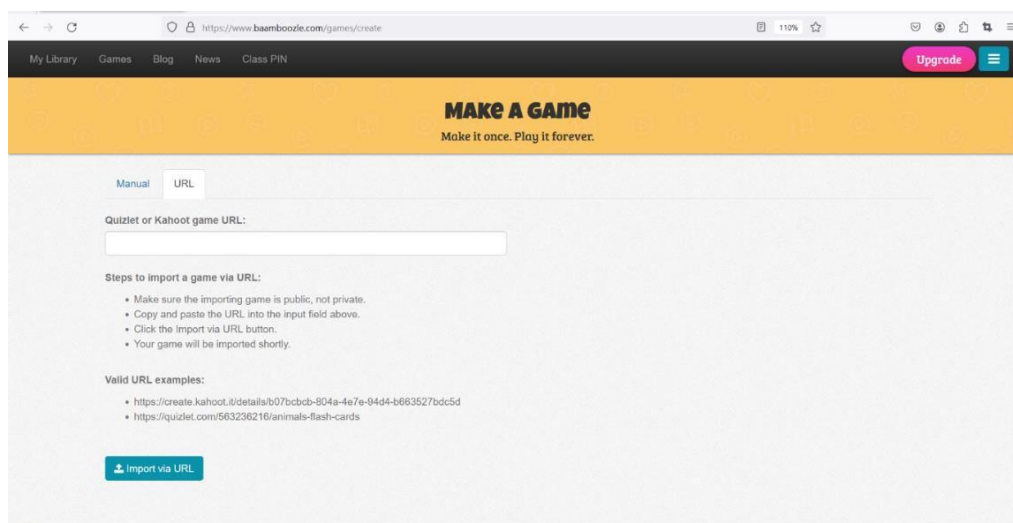 https://www.baamboozle.com/games/create
110%
My Library Games Blog News Class PIN
Upgrade
MAKe A GAMe
Make it once. Play it forever.
Manual URL
Quizlet or Kahoot game URL:
Steps to import a game via URL:
• Make sure the importing game is public, not private.
• Copy and paste the URL into the input field above.
• Click the Import via URL button.
• Your game will be imported shortly.
Valid URL examples:
• https://create.kahoot.it/details/b07bcbcb-804a-4e7e-94d4-b663527bdc5d
• https://quizlet.com/563236216/animals-flash-cards
Import via URL